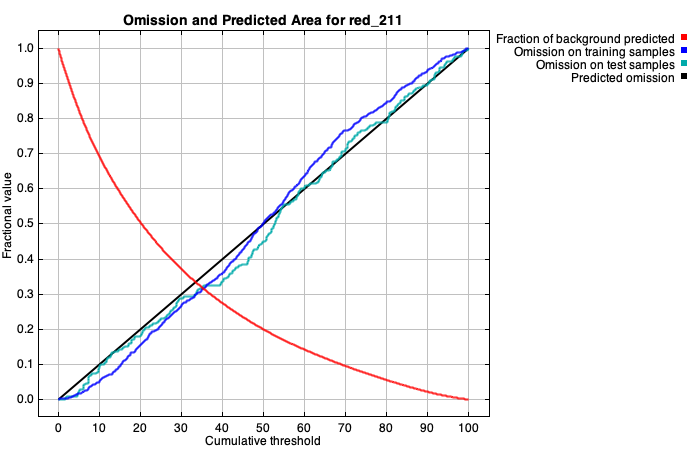 Omission and Predicted Area for red_211
Fraction of background predicted
Omission on training samples
Omission on test samples
Predicted omission
Fractional value
1.0
0.9
0.8
0.7
0.6
0.5
0.4
0.3
0.2
0.1
0.0
0 10 20 30 40 50 60 70 80 90 100
Cumulative threshold